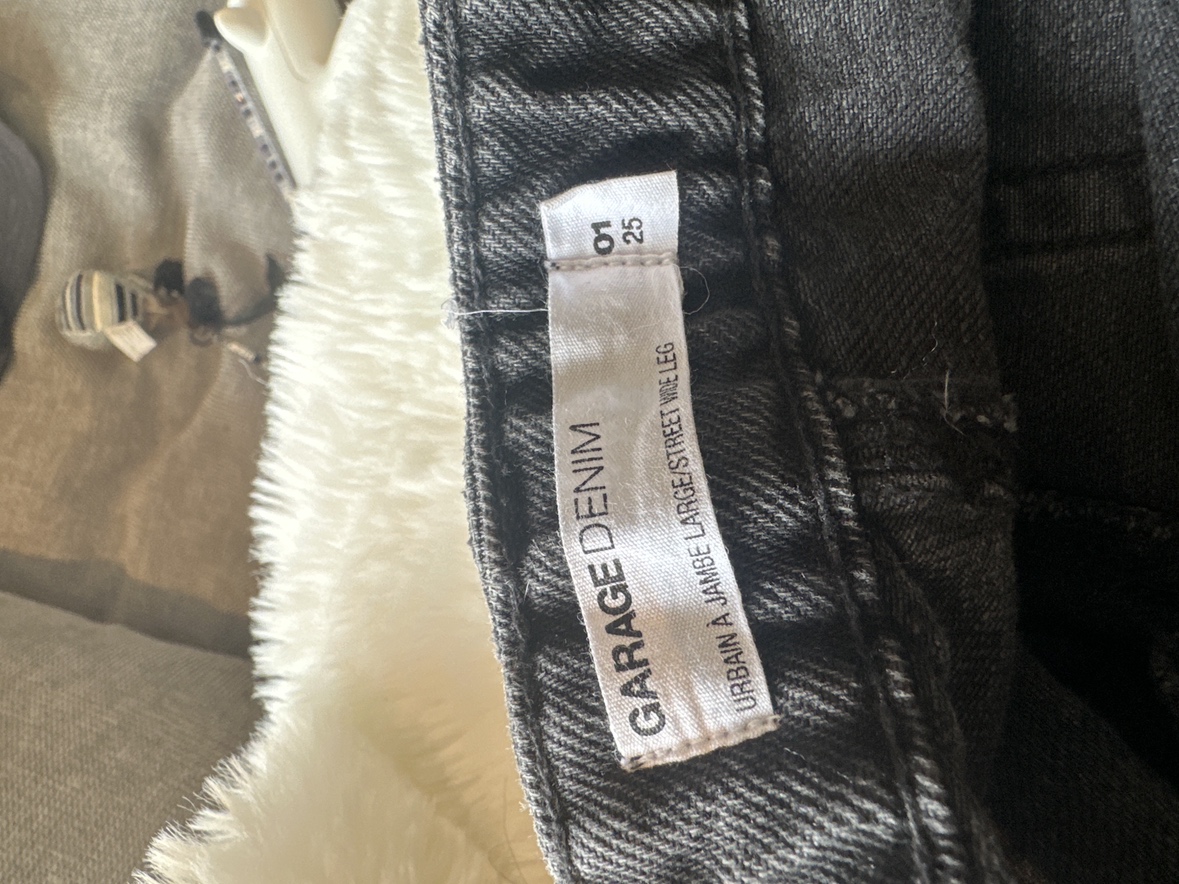 GARAGE DENIM
URBAIN À JAMBE LARGE/STREET WIDE LEG
01
25